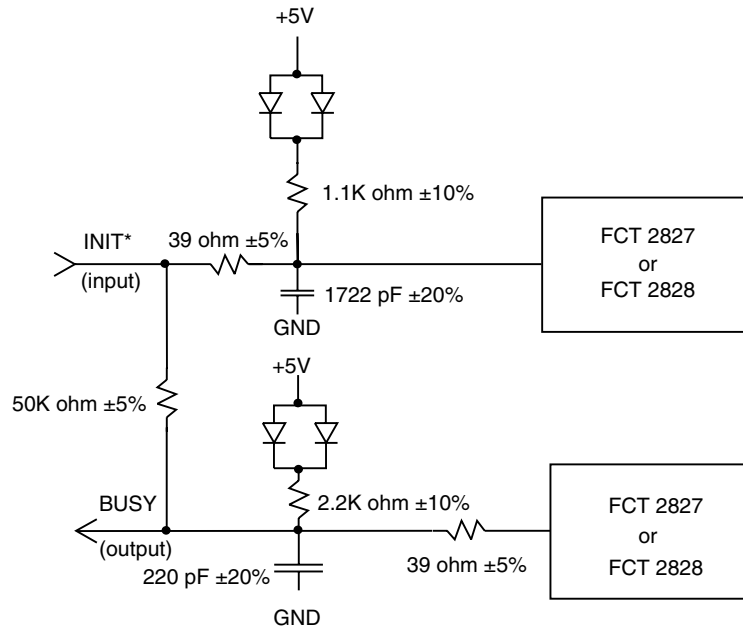 +5V
1.1K ohm ±10%
INIT*
(input)
39 ohm ±5%
FCT 2827
or
FCT 2828
1722 pF ±20%
GND
+5V
50K ohm ±5%
2.2K ohm ±10%
BUSY
(output)
220 pF ±20%
GND
39 ohm ±5%
FCT 2827
or
FCT 2828